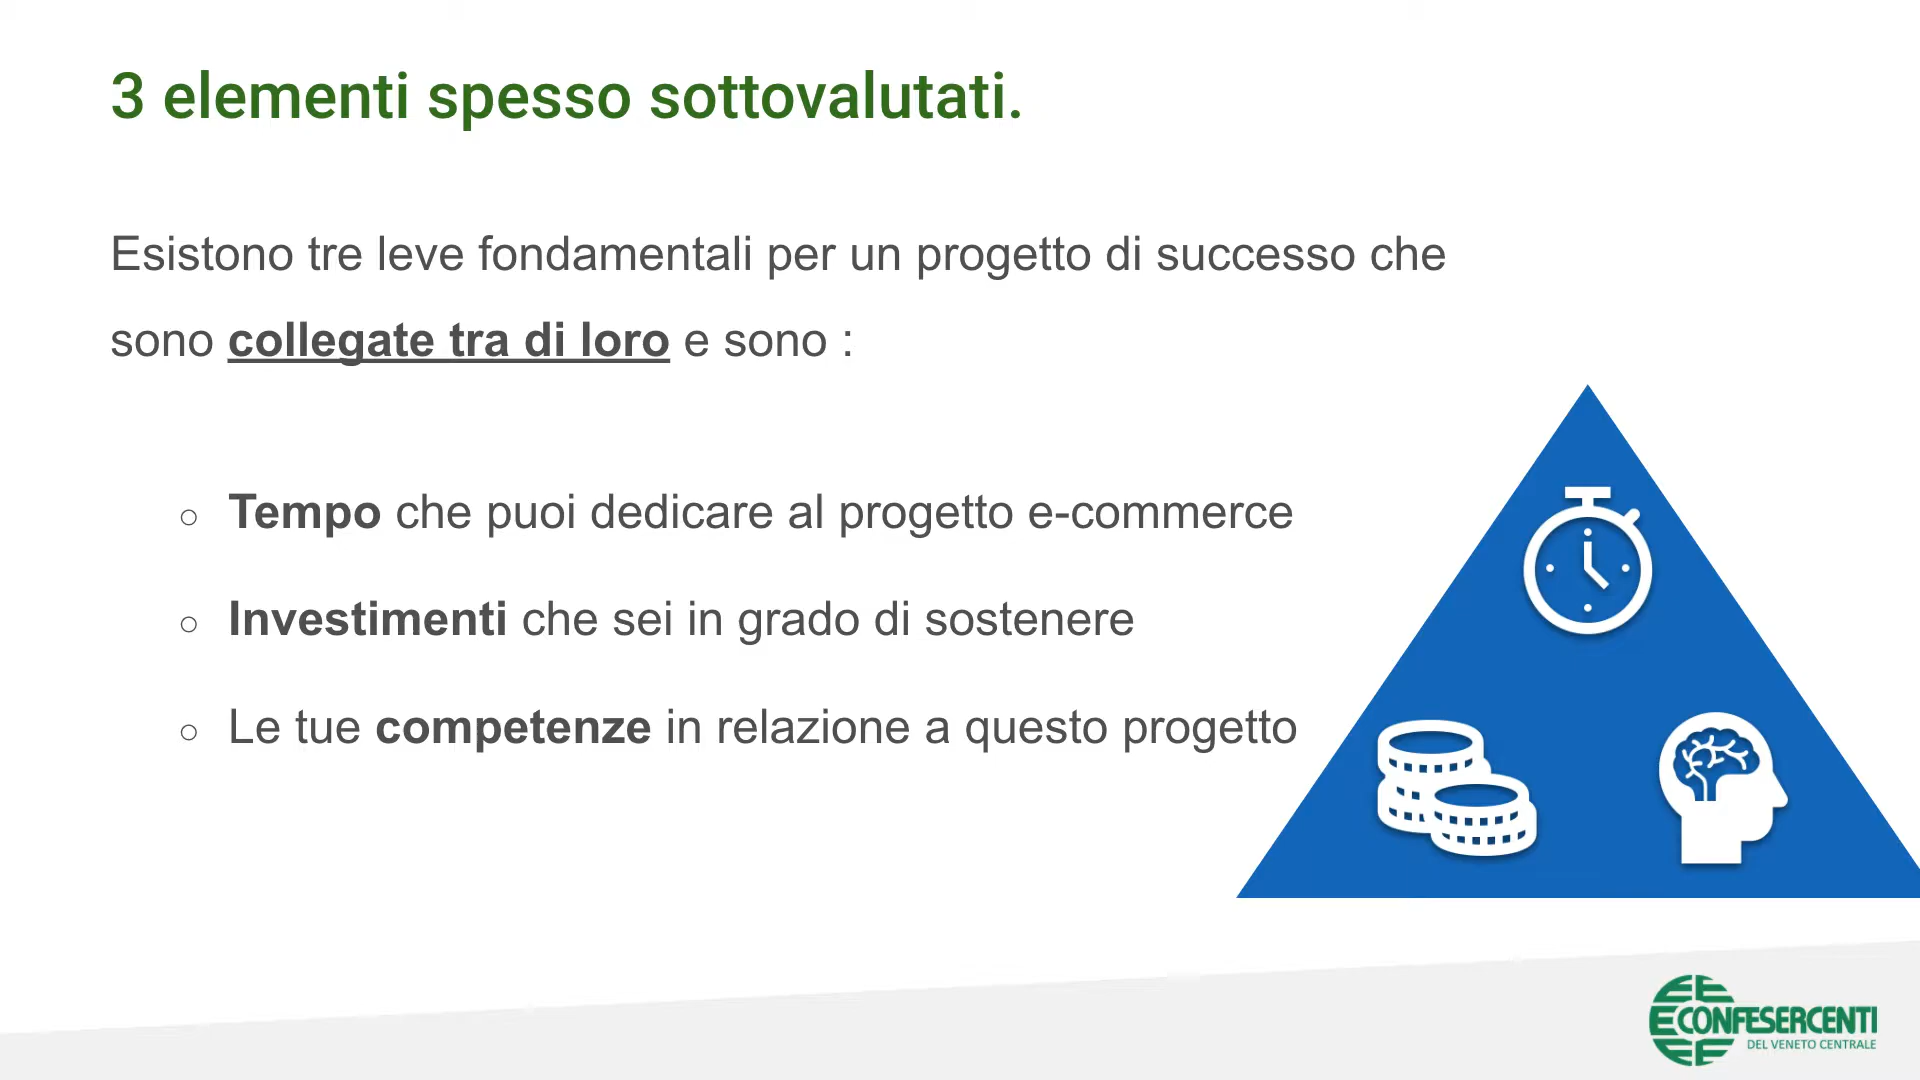 3 elementi spesso sottovalutati.
Esistono tre leve fondamentali per un progetto di successo che
sono collegate tra di loro e sono :
○ Tempo che puoi dedicare al progetto e-commerce
○ Investimenti che sei in grado di sostenere
○ Le tue competenze in relazione a questo progetto
CONFESERCENTI
DEL VENETO CENTRALE